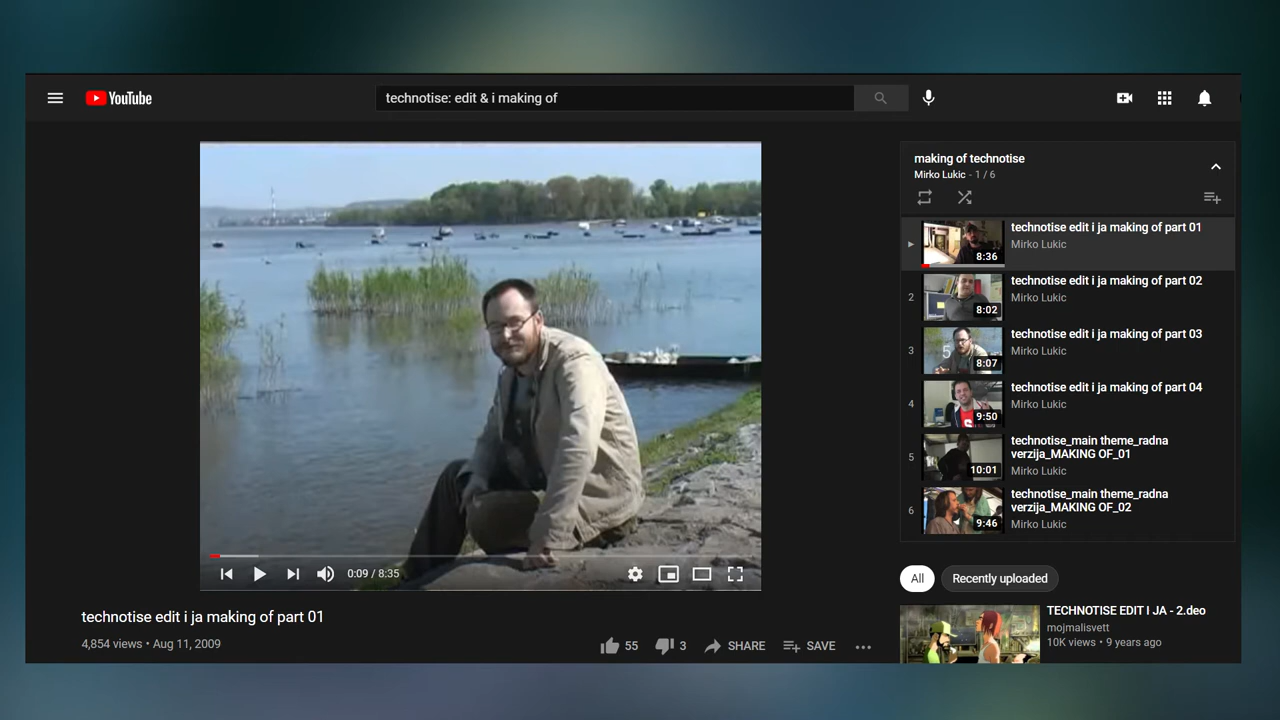 YouTube
technotise: edit & i making of
making of technotise
Mirko Lukic - 1 / 6
technotise edit i ja making of part 01
Mirko Lukic
8:36
2
technotise edit i ja making of part 02
Mirko Lukic
8:02
3
technotise edit i ja making of part 03
Mirko Lukic
5
8:07
4
technotise edit i ja making of part 04
Mirko Lukic
9:50
5
technotise_main theme_radna
verzija_MAKING OF_01
Mirko Lukic
10:01
6
technotise_main theme_radna
verzija_MAKING OF_02
Mirko Lukic
9:46
0:09 / 8:35
technotise edit i ja making of part 01
4,854 views • Aug 11, 2009
55
3
SHARE
SAVE
All
Recently uploaded
TECHNOTISE EDIT I JA - 2.deo
mojmalisvett
10K views • 9 years ago